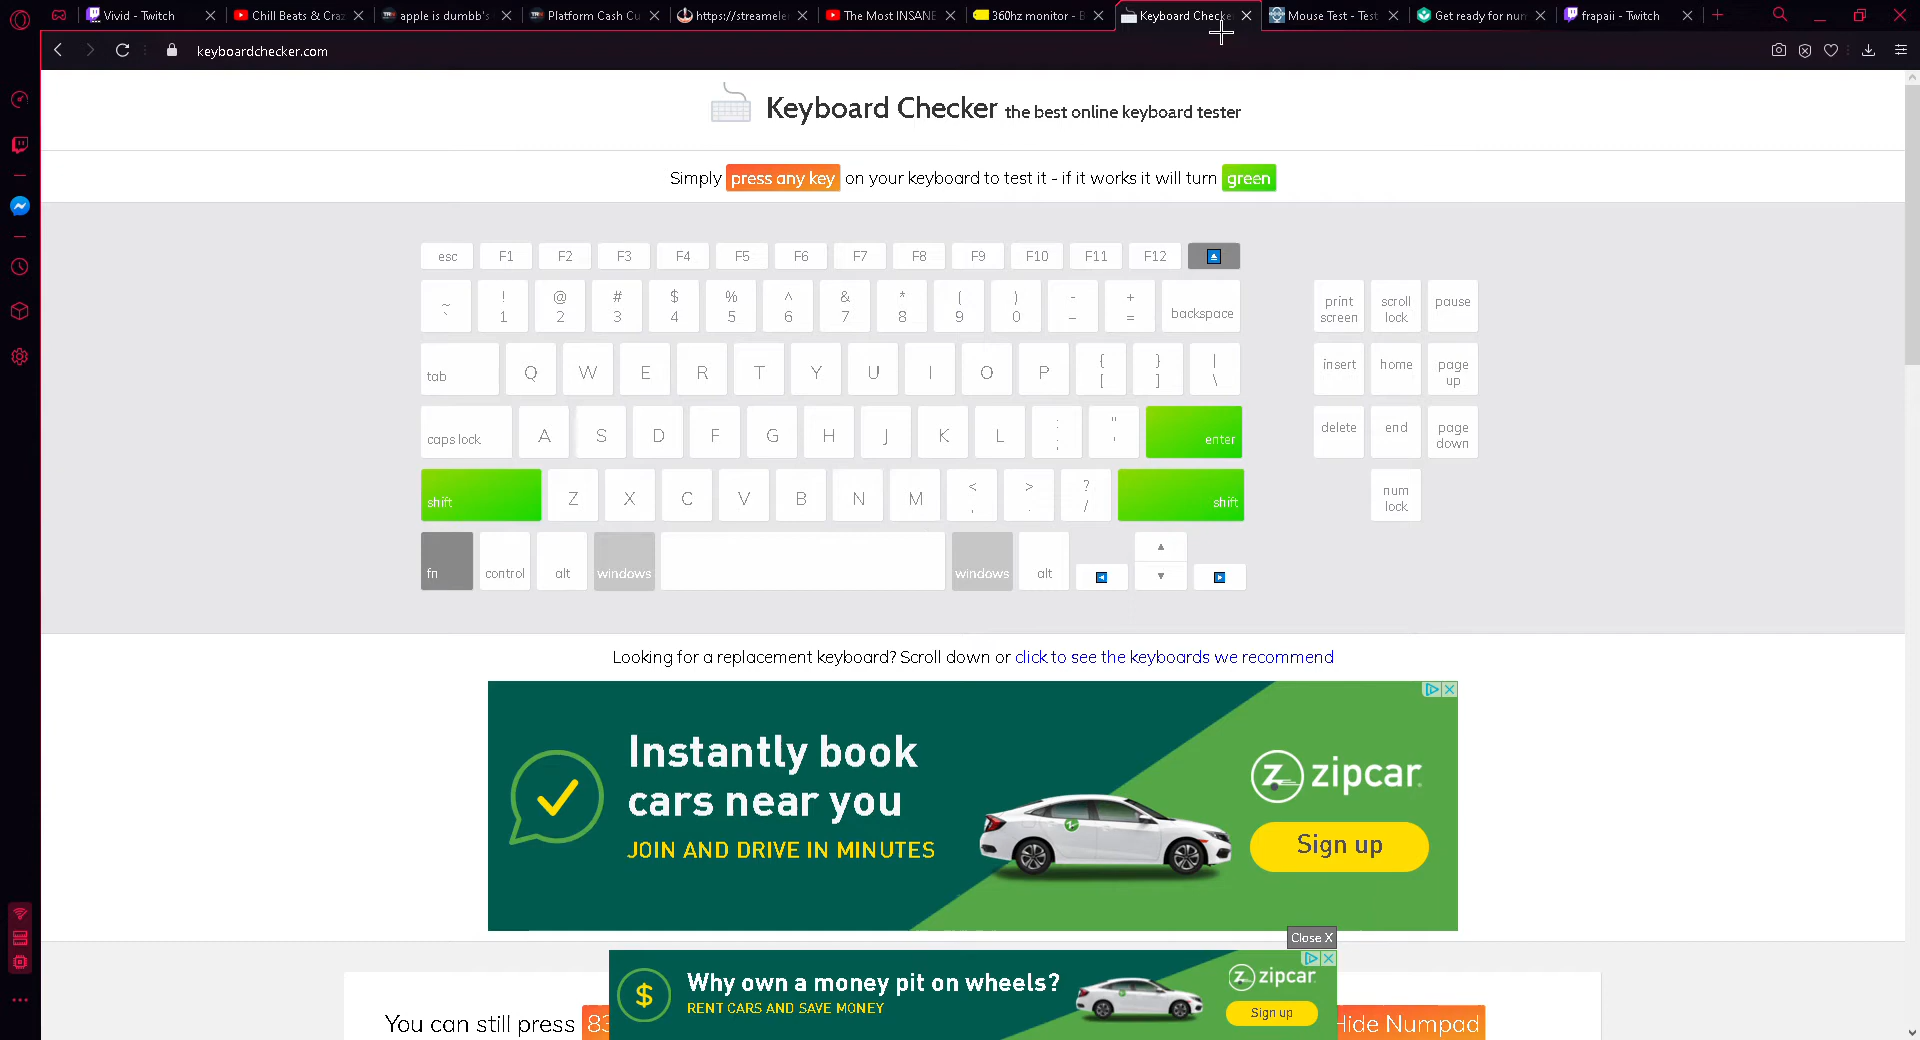 Vivid - Twitch
Chill Beats & Craz
apple is dumbb's
Platform Cash Cu
https://streamele
The Most INSANE
360hz monitor - B
Keyboard Checke
Mouse Test - Test
Get ready for num
frapaii - Twitch
keyboardchecker.com
Keyboard Checker the best online keyboard tester
Simply press any key on your keyboard to test it - if it works it will turn green
esc F1 F2 F3 F4 F5 F6 F7 F8 F9 F10 F11 F12
~ ! @ # $ % ^ & * ( ) - +
` 1 2 3 4 5 6 7 8 9 0 – = backspace
print screen
scroll lock
pause
tab Q W E R T Y U I O P { [ } ] | \
insert
home
page up
caps lock A S D F G H J K L : ; " ' enter
delete
end
page down
shift Z X C V B N M < , > . ? / shift
num lock
fn control alt windows windows alt
Looking for a replacement keyboard? Scroll down or click to see the keyboards we recommend
Instantly book
cars near you
JOIN AND DRIVE IN MINUTES
zipcar.
Sign up
Close X
Why own a money pit on wheels?
RENT CARS AND SAVE MONEY
zipcar.
Sign up
You can still press 83
Hide Numpad